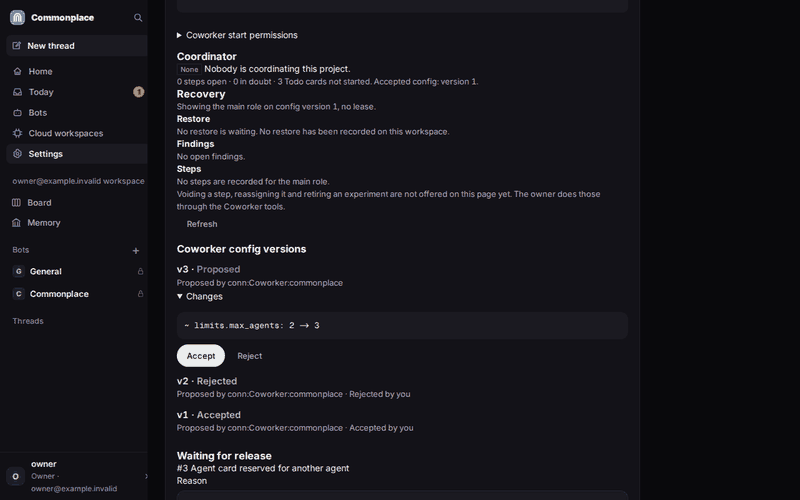 Commonplace
New thread
Home
Today 1
Bots
Cloud workspaces
Settings
owner@example.invalid workspace
Board
Memory
Bots +
G General
C Commonplace
Threads
O owner
Owner ·
owner@example.invalid
▶ Coworker start permissions
Coordinator
None Nobody is coordinating this project.
0 steps open · 0 in doubt · 3 Todo cards not started. Accepted config: version 1.
Recovery
Showing the main role on config version 1, no lease.
Restore
No restore is waiting. No restore has been recorded on this workspace.
Findings
No open findings.
Steps
No steps are recorded for the main role.
Voiding a step, reassigning it and retiring an experiment are not offered on this page yet. The owner does those
through the Coworker tools.
Refresh
Coworker config versions
v3 · Proposed
Proposed by conn:Coworker:commonplace
▼ Changes
~ limits.max_agents: 2 → 3
Accept Reject
v2 · Rejected
Proposed by conn:Coworker:commonplace · Rejected by you
v1 · Accepted
Proposed by conn:Coworker:commonplace · Accepted by you
Waiting for release
#3 Agent card reserved for another agent
Reason